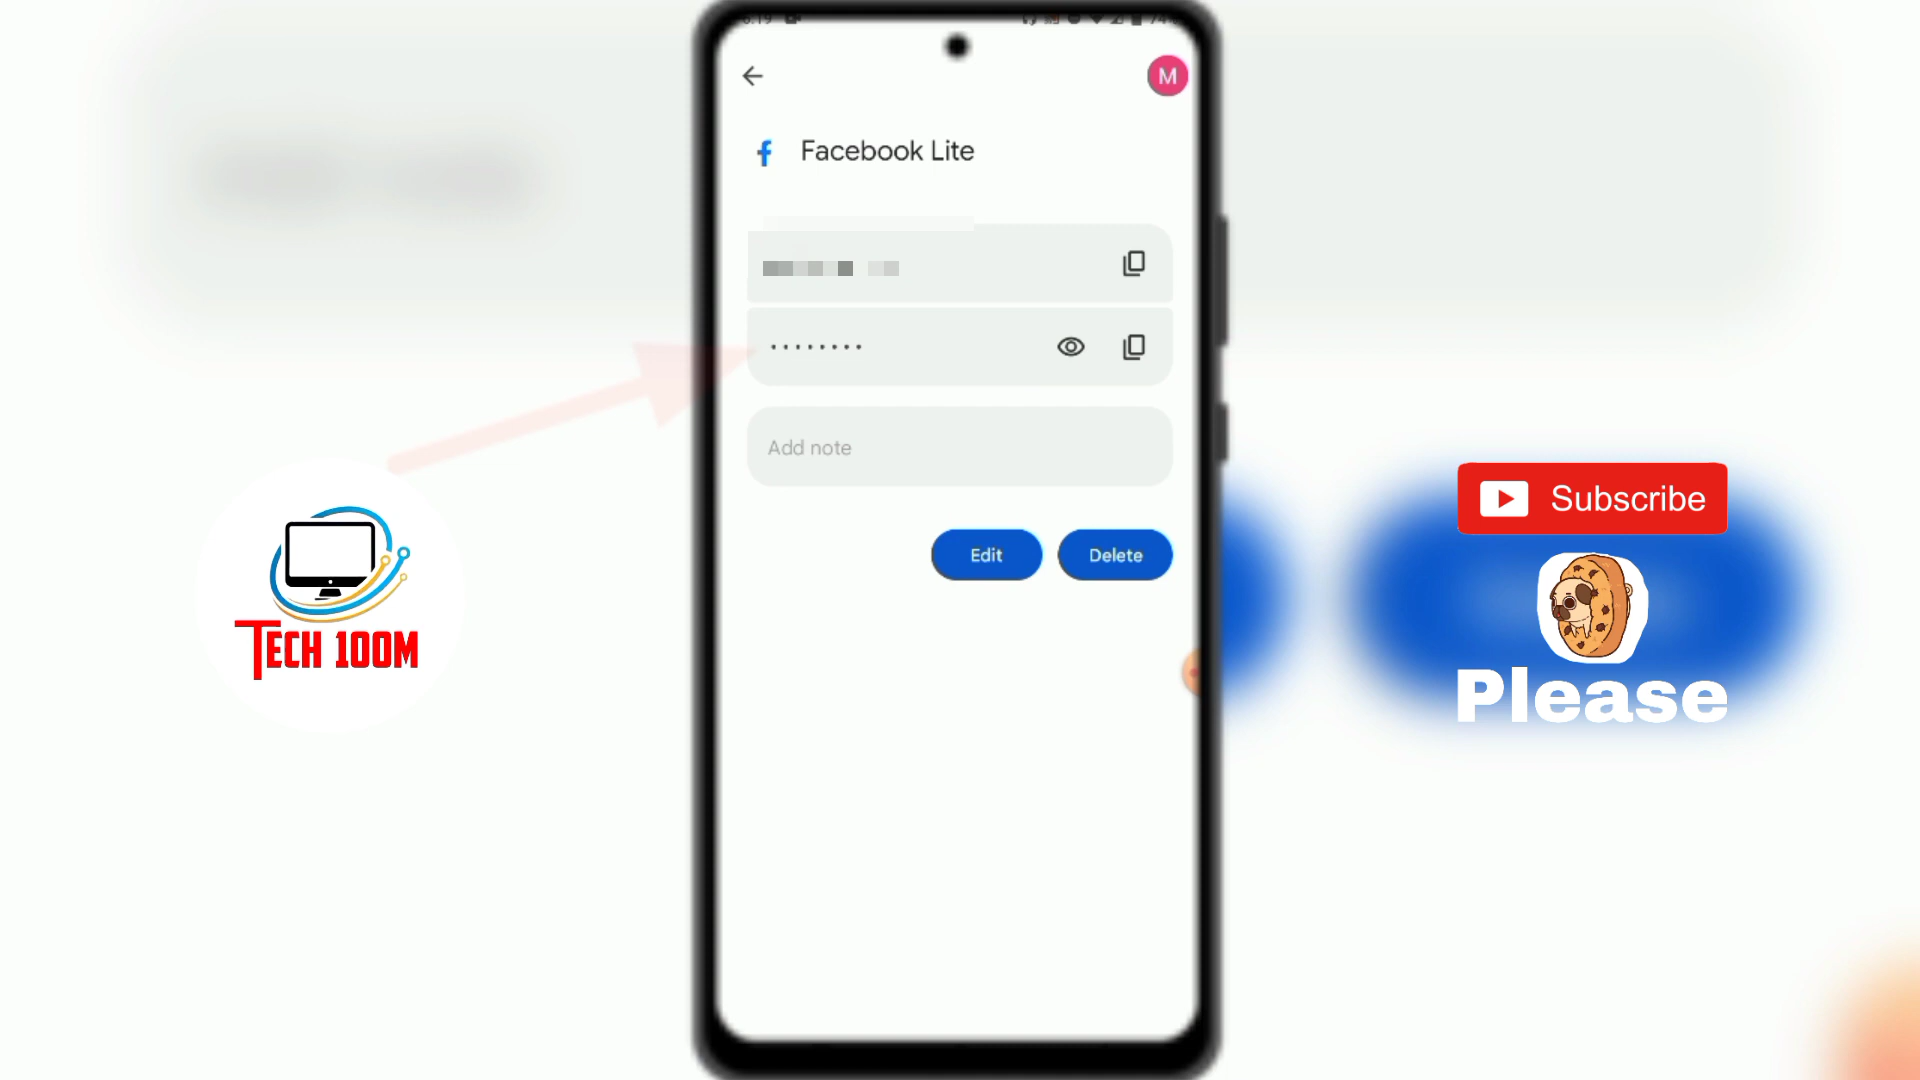 M
Facebook Lite
Add note
Edit
Delete
TECH 100M
Subscribe
Please